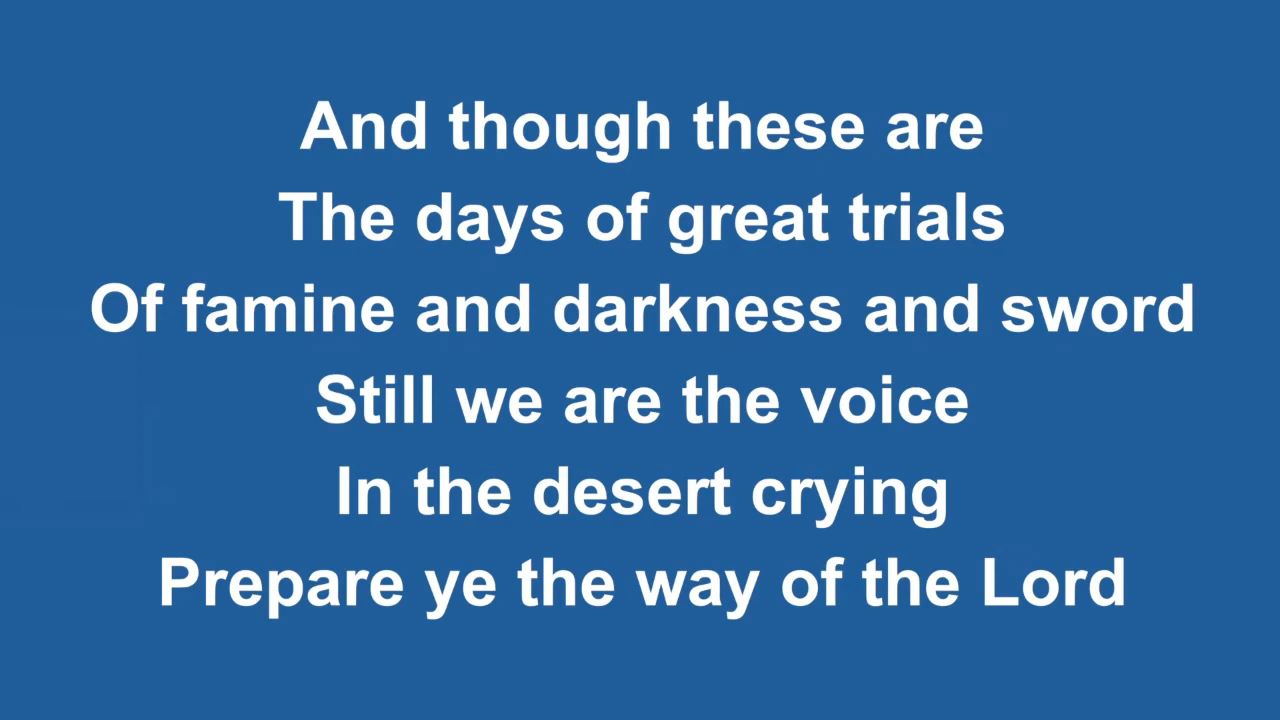 And though these are
The days of great trials
Of famine and darkness and sword
Still we are the voice
In the desert crying
Prepare ye the way of the Lord